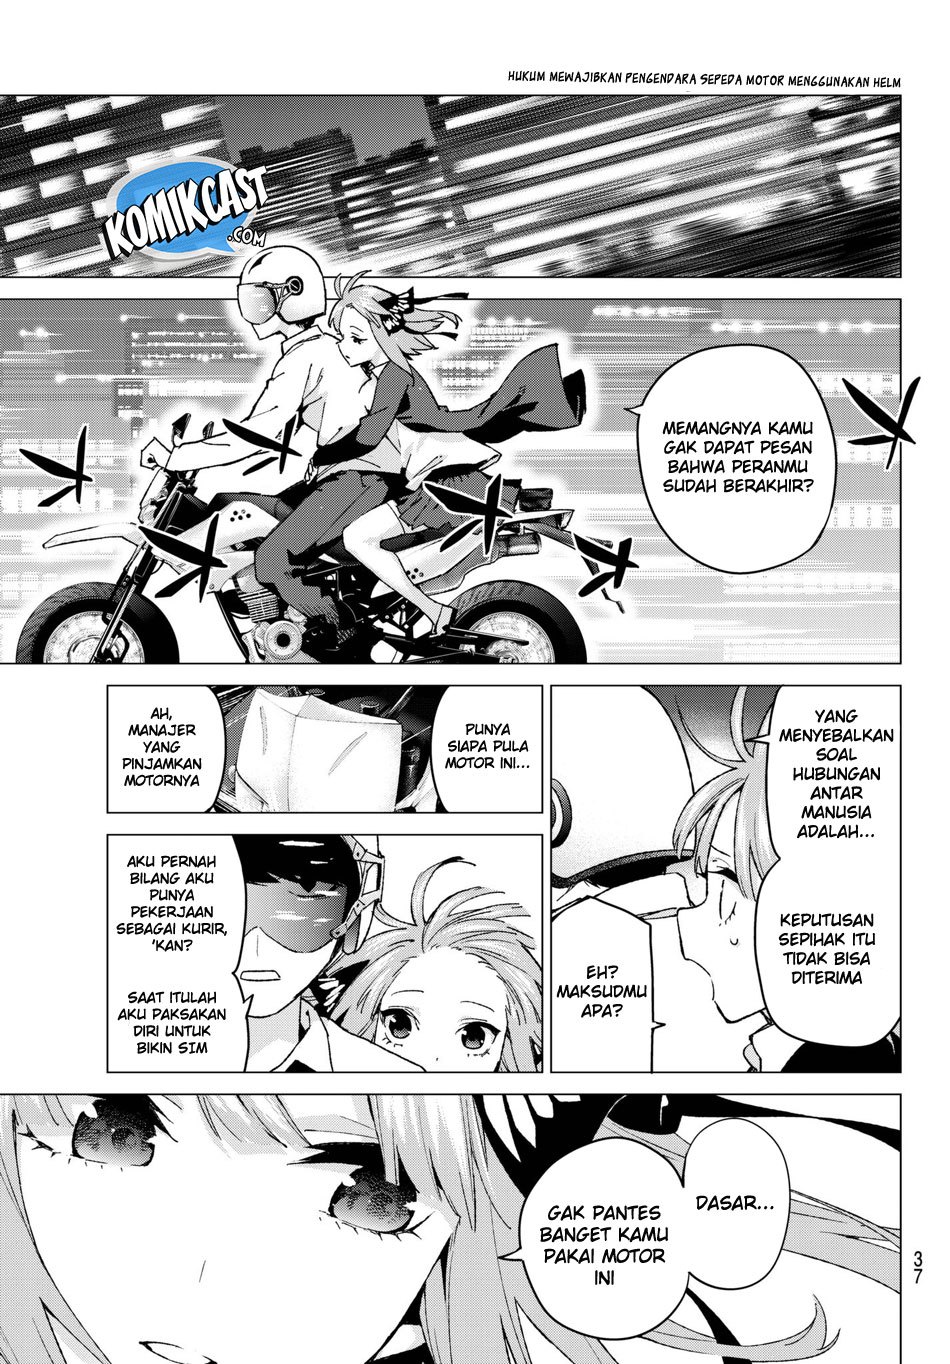 HUKUM MEWAJIBKAN PENGENDARA SEPEDA MOTOR MENGGUNAKAN HELM
KOMIKCAST
.COM
MEMANGNYA KAMU
GAK DAPAT PESAN
BAHWA PERANMU
SUDAH BERAKHIR?
YANG
MENYEBALKAN
SOAL
HUBUNGAN
ANTAR
MANUSIA
ADALAH...
KEPUTUSAN
SEPIHAK ITU
TIDAK BISA
DITERIMA
EH?
MAKSUDMU
APA?
PUNYA
SIAPA PULA
MOTOR INI...
AH,
MANAJER
YANG
PINJAMKAN
MOTORNYA
AKU PERNAH
BILANG AKU
PUNYA
PEKERJAAN
SEBAGAI KURIR,
'KAN?
SAAT ITULAH
AKU PAKSAKAN
DIRI UNTUK
BIKIN SIM
DASAR...
GAK PANTES
BANGET KAMU
PAKAI MOTOR
INI
37